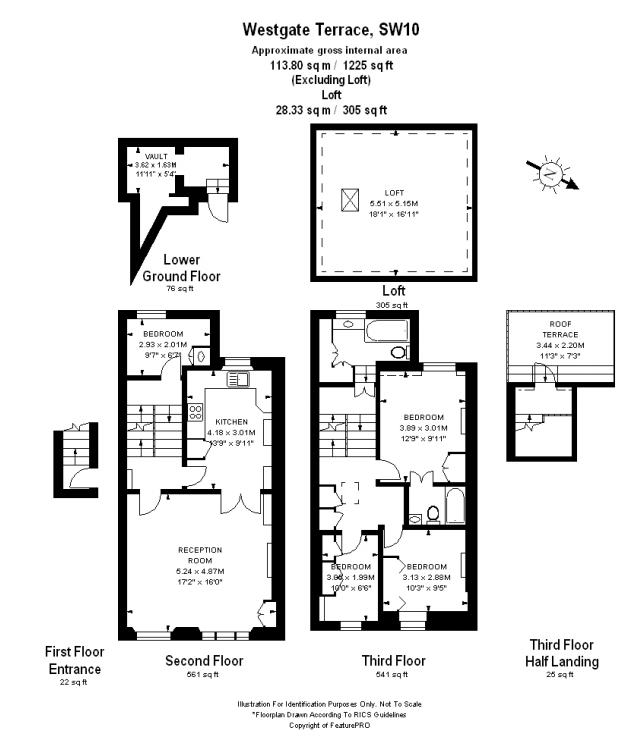 Westgate Terrace, SW10
Approximate gross internal area
113.80 sq m / 1225 sq ft
(Excluding Loft)
Loft
28.33 sq m / 305 sq ft
VAULT
3.62 x 1.63M
11'11" x 5'4"
Lower
Ground Floor
76 sq ft
LOFT
5.51 x 5.15M
18'1" x 16'11"
Loft
305 sq ft
N
BEDROOM
2.93 x 2.01M
9'7" x 6'7"
KITCHEN
4.18 x 3.01M
13'9" x 9'11"
RECEPTION
ROOM
5.24 x 4.87M
17'2" x 16'0"
BEDROOM
3.89 x 3.01M
12'9" x 9'11"
BEDROOM
x 1.99M
10'0" x 6'6"
BEDROOM
3.13 x 2.88M
10'3" x 9'5"
ROOF
TERRACE
3.44 x 2.20M
11'3" x 7'3"
First Floor
Entrance
22 sq ft
Second Floor
561 sq ft
Third Floor
541 sq ft
Third Floor
Half Landing
25 sq ft
Illustration For Identification Purposes Only. Not To Scale
*Floorplan Drawn According To RICS Guidelines
Copyright of FeaturePRO